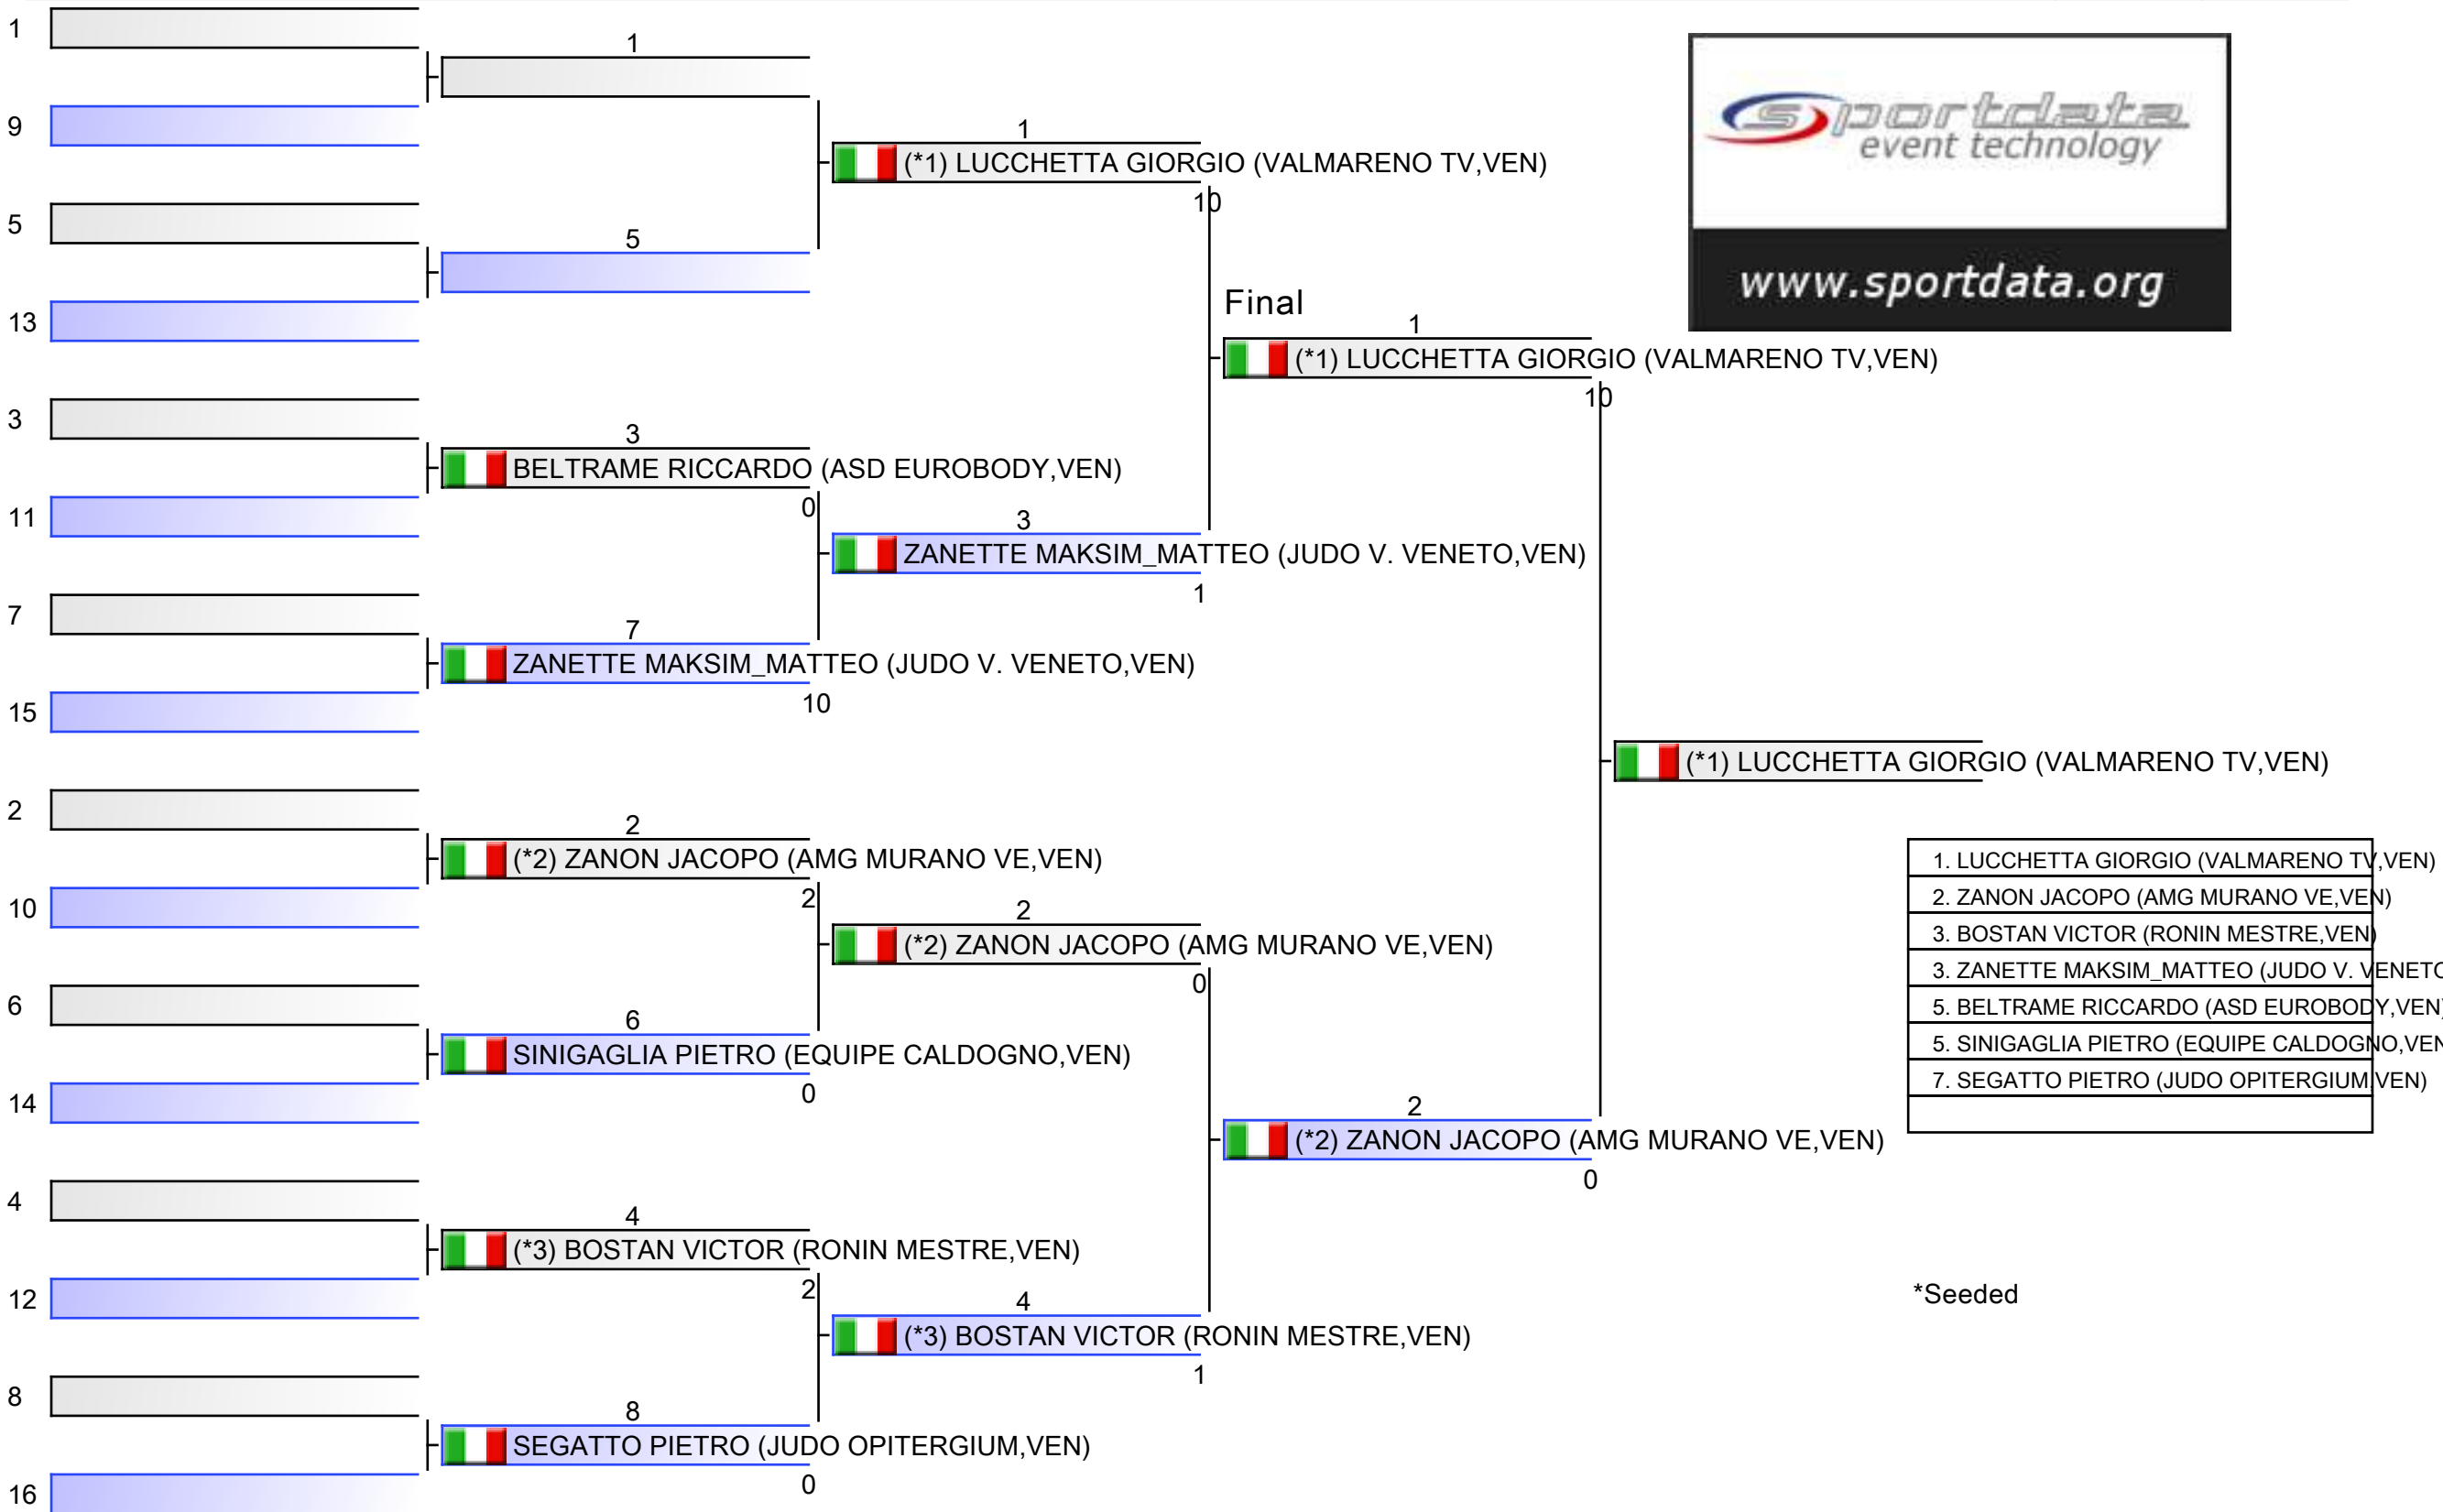 1
1
9
1
(*1) LUCCHETTA GIORGIO (VALMARENO TV,VEN)
10
5
5
13
sportdata
event technology
www.sportdata.org
Final
1
(*1) LUCCHETTA GIORGIO (VALMARENO TV,VEN)
10
3
3
BELTRAME RICCARDO (ASD EUROBODY,VEN)
0
11
3
ZANETTE MAKSIM_MATTEO (JUDO V. VENETO,VEN)
1
7
7
ZANETTE MAKSIM_MATTEO (JUDO V. VENETO,VEN)
10
15
(*1) LUCCHETTA GIORGIO (VALMARENO TV,VEN)
2
2
(*2) ZANON JACOPO (AMG MURANO VE,VEN)
2
10
2
(*2) ZANON JACOPO (AMG MURANO VE,VEN)
0
6
6
SINIGAGLIA PIETRO (EQUIPE CALDOGNO,VEN)
0
14
2
(*2) ZANON JACOPO (AMG MURANO VE,VEN)
0
1. LUCCHETTA GIORGIO (VALMARENO TV,VEN)
2. ZANON JACOPO (AMG MURANO VE,VEN)
3. BOSTAN VICTOR (RONIN MESTRE,VEN)
3. ZANETTE MAKSIM_MATTEO (JUDO V. VENETO
5. BELTRAME RICCARDO (ASD EUROBODY,VEN)
5. SINIGAGLIA PIETRO (EQUIPE CALDOGNO,VEN
7. SEGATTO PIETRO (JUDO OPITERGIUM,VEN)
4
4
(*3) BOSTAN VICTOR (RONIN MESTRE,VEN)
2
12
4
(*3) BOSTAN VICTOR (RONIN MESTRE,VEN)
1
*Seeded
8
8
SEGATTO PIETRO (JUDO OPITERGIUM,VEN)
0
16